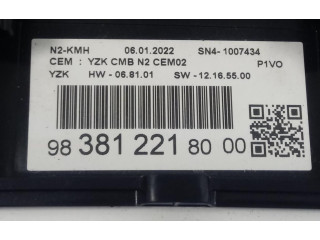 N2-KMH 06.01.2022 SN4- 1007434
CEM : YZK CMB N2 CEM02 P1VO
YZK HW - 06.81.01 SW - 12.16.55.00
98 381 221 80 00